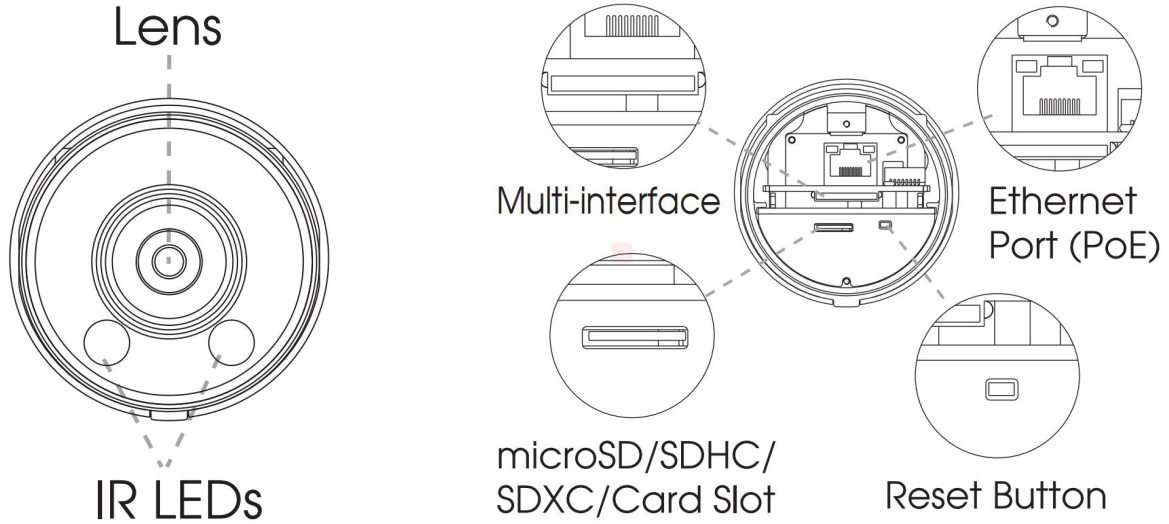 Lens
IR LEDs
Multi-interface
Ethernet
Port (PoE)
microSD/SDHC/
SDXC/Card Slot
Reset Button